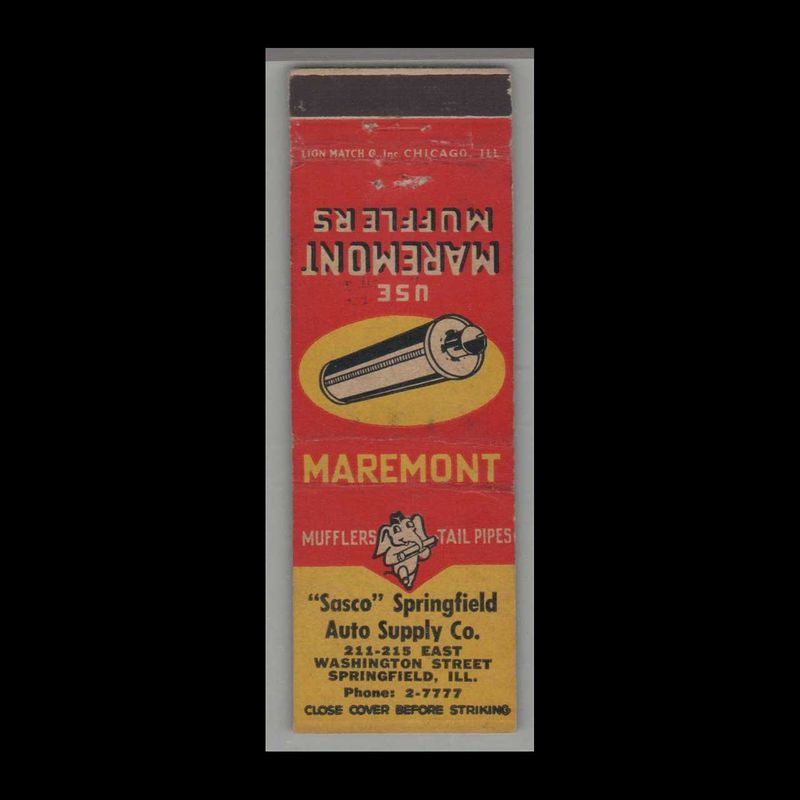 LION MATCH C. Inc. CHICAGO, ILL.
USE
MAREMONT
MUFFLERS
MAREMONT
MUFFLERS TAIL PIPES
"Sasco" Springfield
Auto Supply Co.
211-215 EAST
WASHINGTON STREET
SPRINGFIELD, ILL.
Phone: 2-7777
CLOSE COVER BEFORE STRIKING